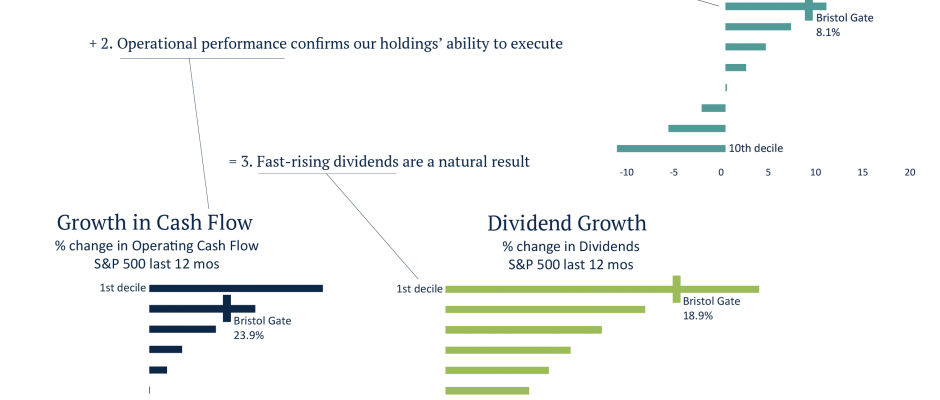 Bristol Gate
8.1%
+ 2. Operational performance confirms our holdings’ ability to execute
10th decile
= 3. Fast-rising dividends are a natural result
-10 -5 0 5 10 15 20
Growth in Cash Flow
% change in Operating Cash Flow
S&P 500 last 12 mos
1st decile
Bristol Gate
23.9%
Dividend Growth
% change in Dividends
S&P 500 last 12 mos
1st decile
Bristol Gate
18.9%